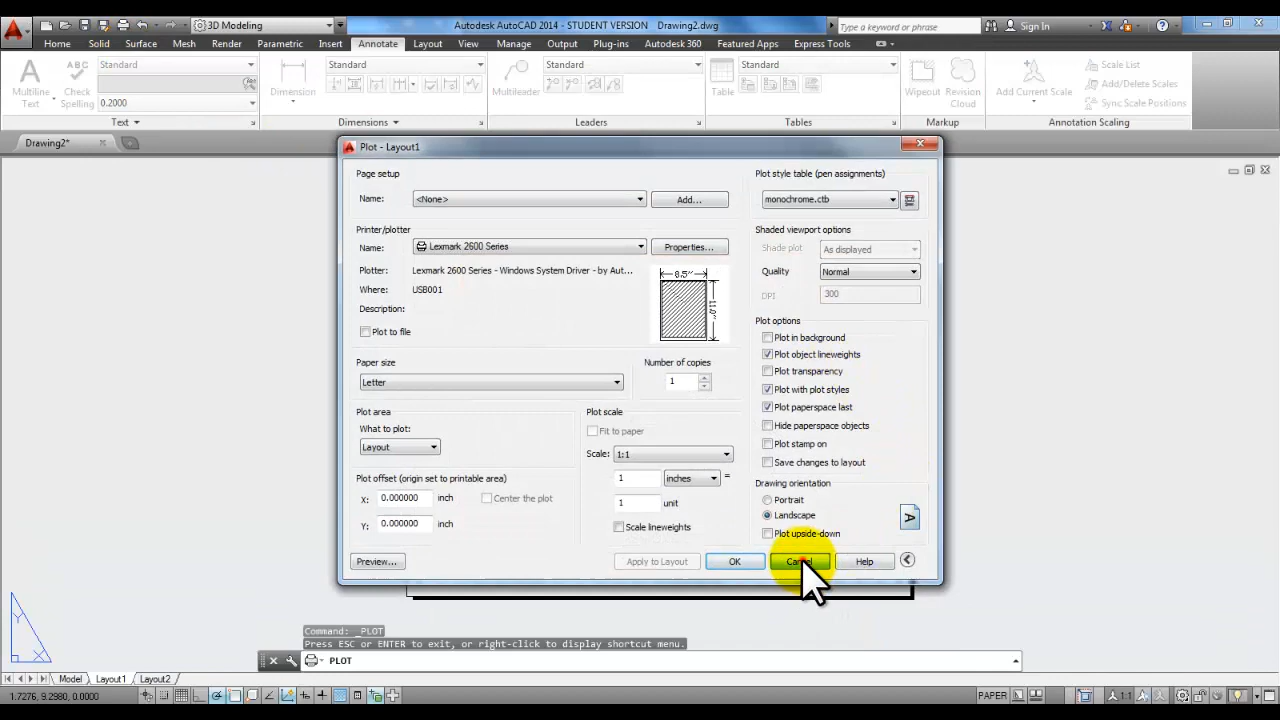 3D Modeling
Autodesk AutoCAD 2014 - STUDENT VERSION Drawing2.dwg
Type a keyword or phrase
Sign In
Home Solid Surface Mesh Render Parametric Insert Annotate Layout View Manage Output Plug-ins Autodesk 360 Featured Apps Express Tools
Multiline
Text
Check
Spelling
Standard
0.2000
Dimension
Standard
Multileader
Standard
Table
Standard
Wipeout
Revision
Cloud
Add Current Scale
Scale List
Add/Delete Scales
Sync Scale Positions
Text Dimensions Leaders Tables Markup Annotation Scaling
Drawing2*
Plot - Layout1
Page setup
Name: <None> Add...
Printer/plotter
Name: Lexmark 2600 Series Properties...
Plotter: Lexmark 2600 Series - Windows System Driver - by Aut...
Where: USB001
Description:
Plot to file
8.5''
11.0''
Paper size
Letter
Number of copies
1
Plot area
What to plot:
Layout
Plot scale
Fit to paper
Scale: 1:1
1 inches =
1 unit
Scale lineweights
Plot offset (origin set to printable area)
X: 0.000000 inch Center the plot
Y: 0.000000 inch
Plot style table (pen assignments)
monochrome.ctb
Shaded viewport options
Shade plot As displayed
Quality Normal
DPI 300
Plot options
Plot in background
Plot object lineweights
Plot transparency
Plot with plot styles
Plot paperspace last
Hide paperspace objects
Plot stamp on
Save changes to layout
Drawing orientation
Portrait
Landscape
Plot upside-down
A
Preview... Apply to Layout OK Cancel Help
Y
X
Command: _PLOT
Press ESC or ENTER to exit, or right-click to display shortcut menu.
PLOT
Model Layout1 Layout2
1.7276, 9.2980, 0.0000
PAPER
1:1